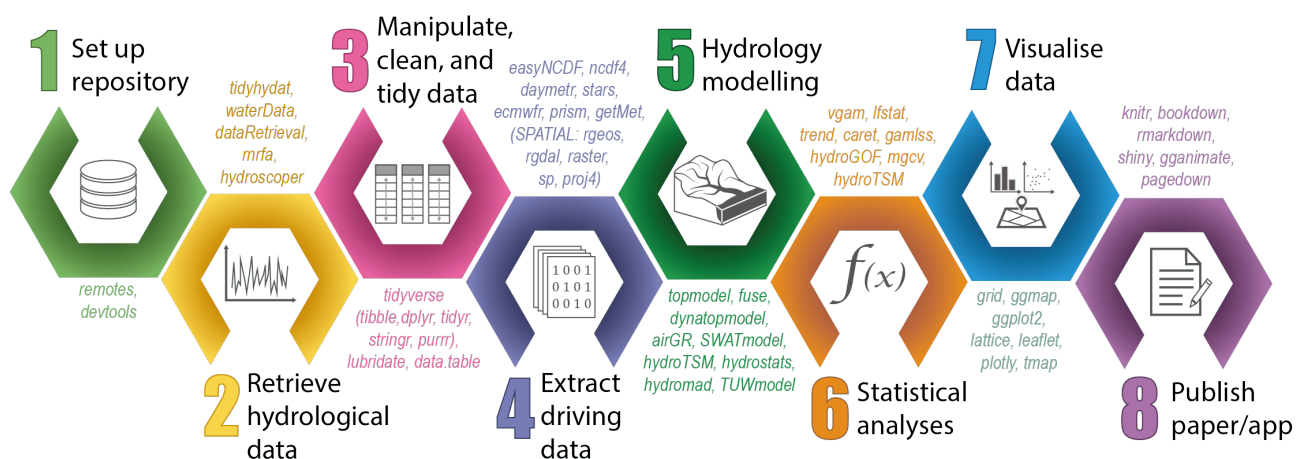 1 Set up
repository
remotes,
devtools
tidyhydat,
waterData,
dataRetrieval,
rnrfa,
hydroscoper
2 Retrieve
hydrological
data
3 Manipulate,
clean, and
tidy data
tidyverse
(tibble,dplyr, tidyr,
stringr, purrr),
lubridate, data.table
easyNCDF, ncdf4,
daymetr, stars,
ecmwfr, prism, getMet,
(SPATIAL: rgeos,
rgdal, raster,
sp, proj4)
1001
0101
0010
4 Extract
driving
data
5 Hydrology
modelling
topmodel, fuse,
dynatopmodel,
airGR, SWATmodel,
hydroTSM, hydrostats,
hydromad, TUWmodel
vgam, lfstat,
trend, caret, gamlss,
hydroGOF, mgcv,
hydroTSM
f(x)
6 Statistical
analyses
7 Visualise
data
grid, ggmap,
ggplot2,
lattice, leaflet,
plotly, tmap
knitr, bookdown,
rmarkdown,
shiny, gganimate,
pagedown
8 Publish
paper/app